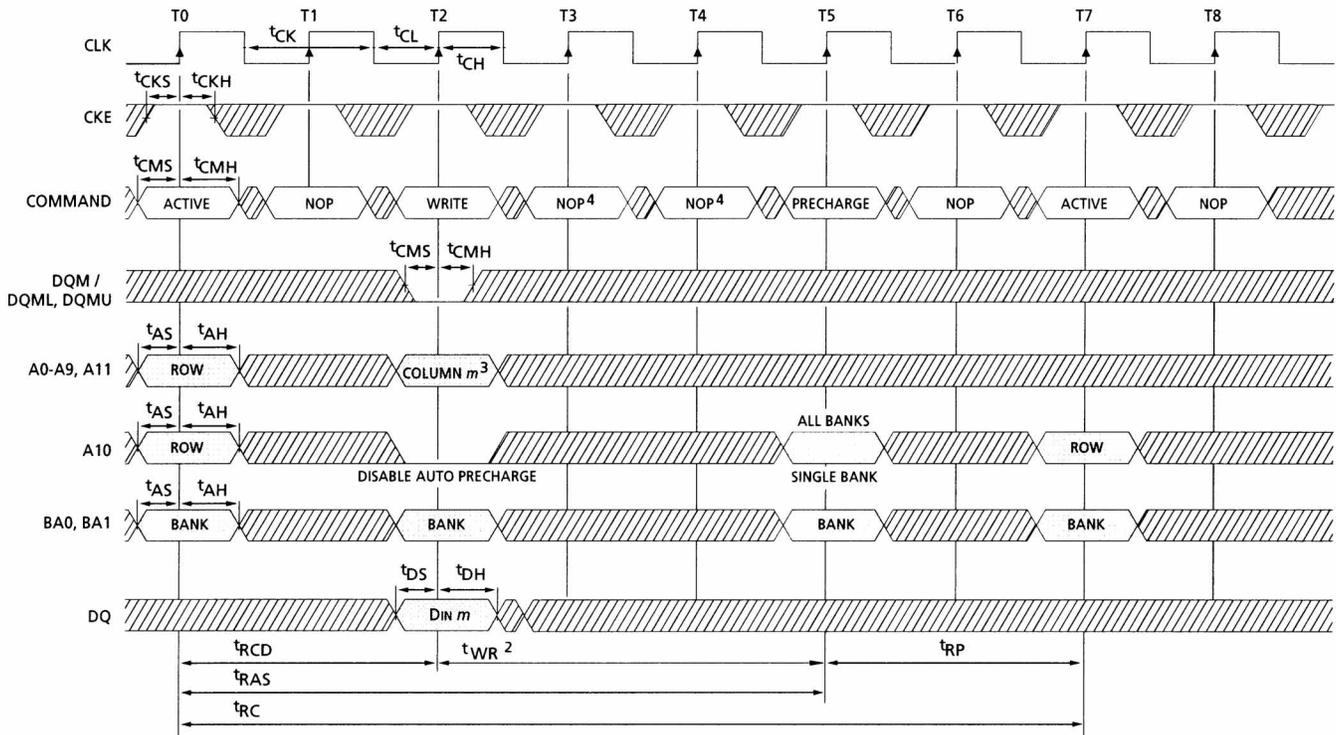 T0 T1 T2 T3 T4 T5 T6 T7 T8
CLK tCK tCL tCH
tCKS tCKH
CKE
tCMS tCMH
COMMAND ACTIVE NOP WRITE NOP4 NOP4 PRECHARGE NOP ACTIVE NOP
tCMS tCMH
DQM /
DQML, DQMU
tAS tAH
A0-A9, A11 ROW COLUMN m3
tAS tAH
ALL BANKS
A10 ROW ROW
DISABLE AUTO PRECHARGE SINGLE BANK
tAS tAH
BA0, BA1 BANK BANK BANK BANK
tDS tDH
DQ DIN m
tRCD tWR 2 tRP
tRAS
tRC